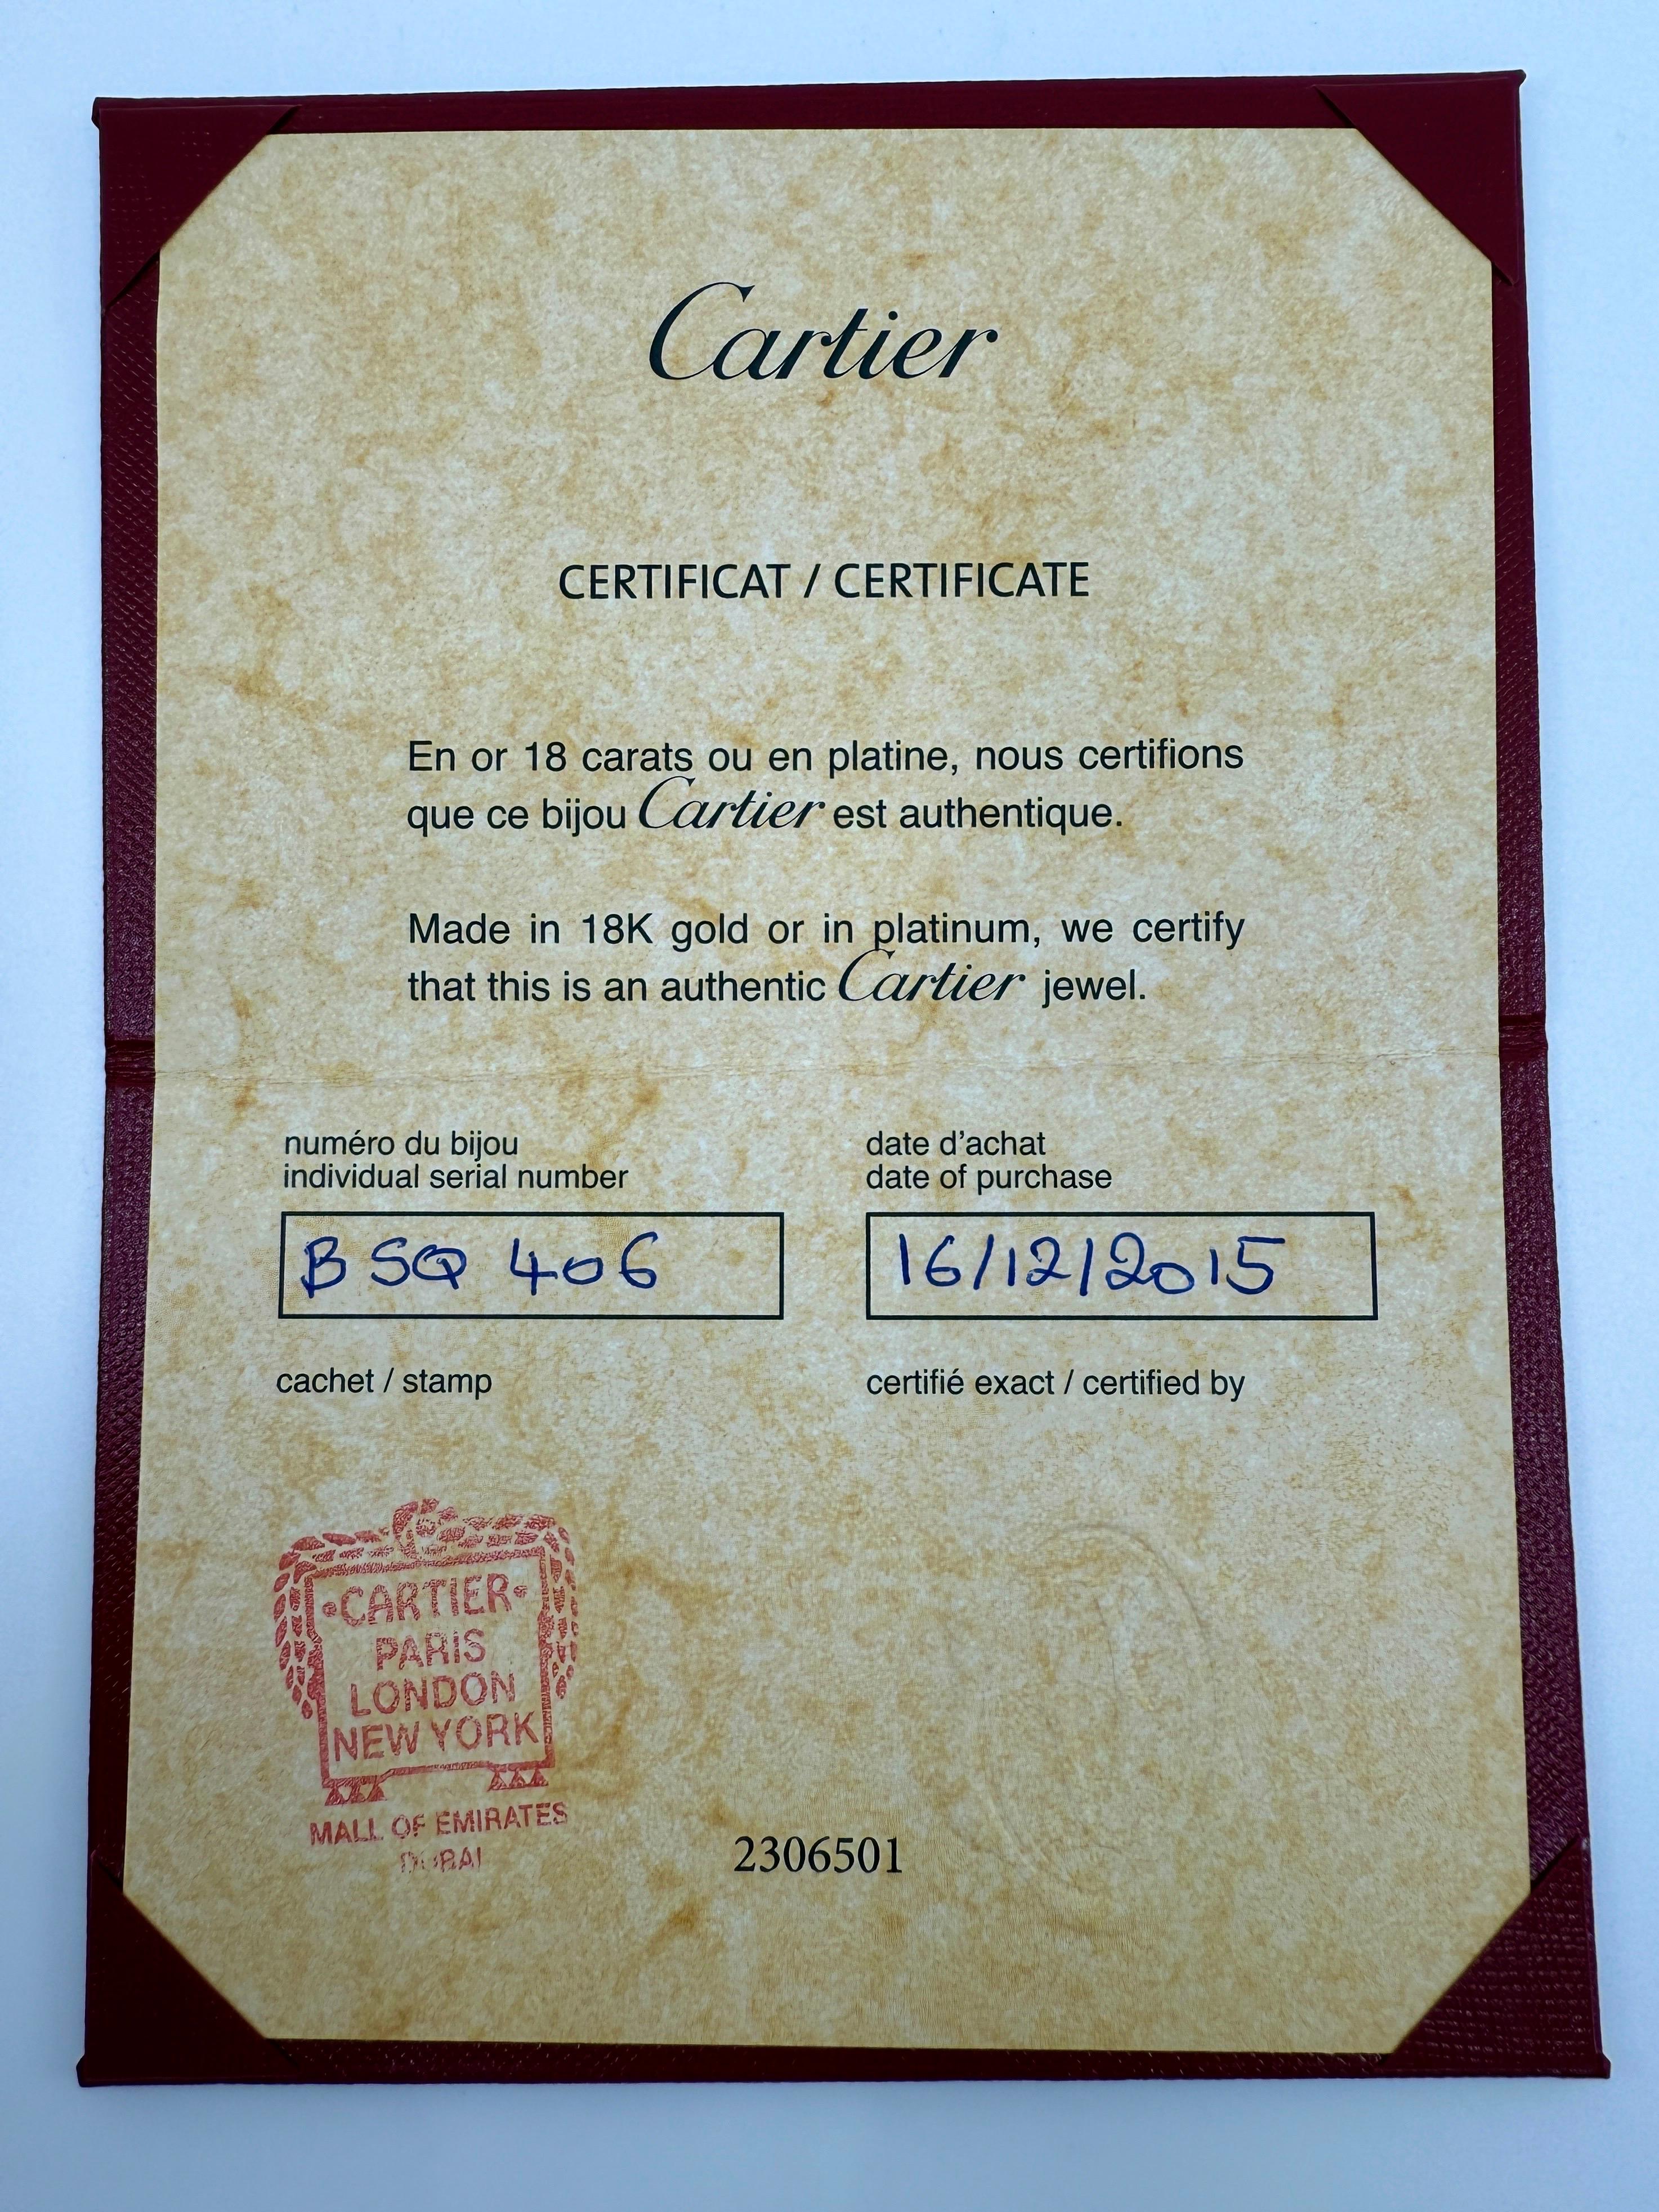 Cartier
CERTIFICAT / CERTIFICATE
En or 18 carats ou en platine, nous certifions
que ce bijou Cartier est authentique.
Made in 18K gold or in platinum, we certify
that this is an authentic Cartier jewel.
numéro du bijou
individual serial number
BSQ 406
date d'achat
date of purchase
16/12/2015
cachet / stamp
certifié exact / certified by
·CARTIER·
PARIS
LONDON
NEW YORK
MALL OF EMIRATES
DUBAI
2306501